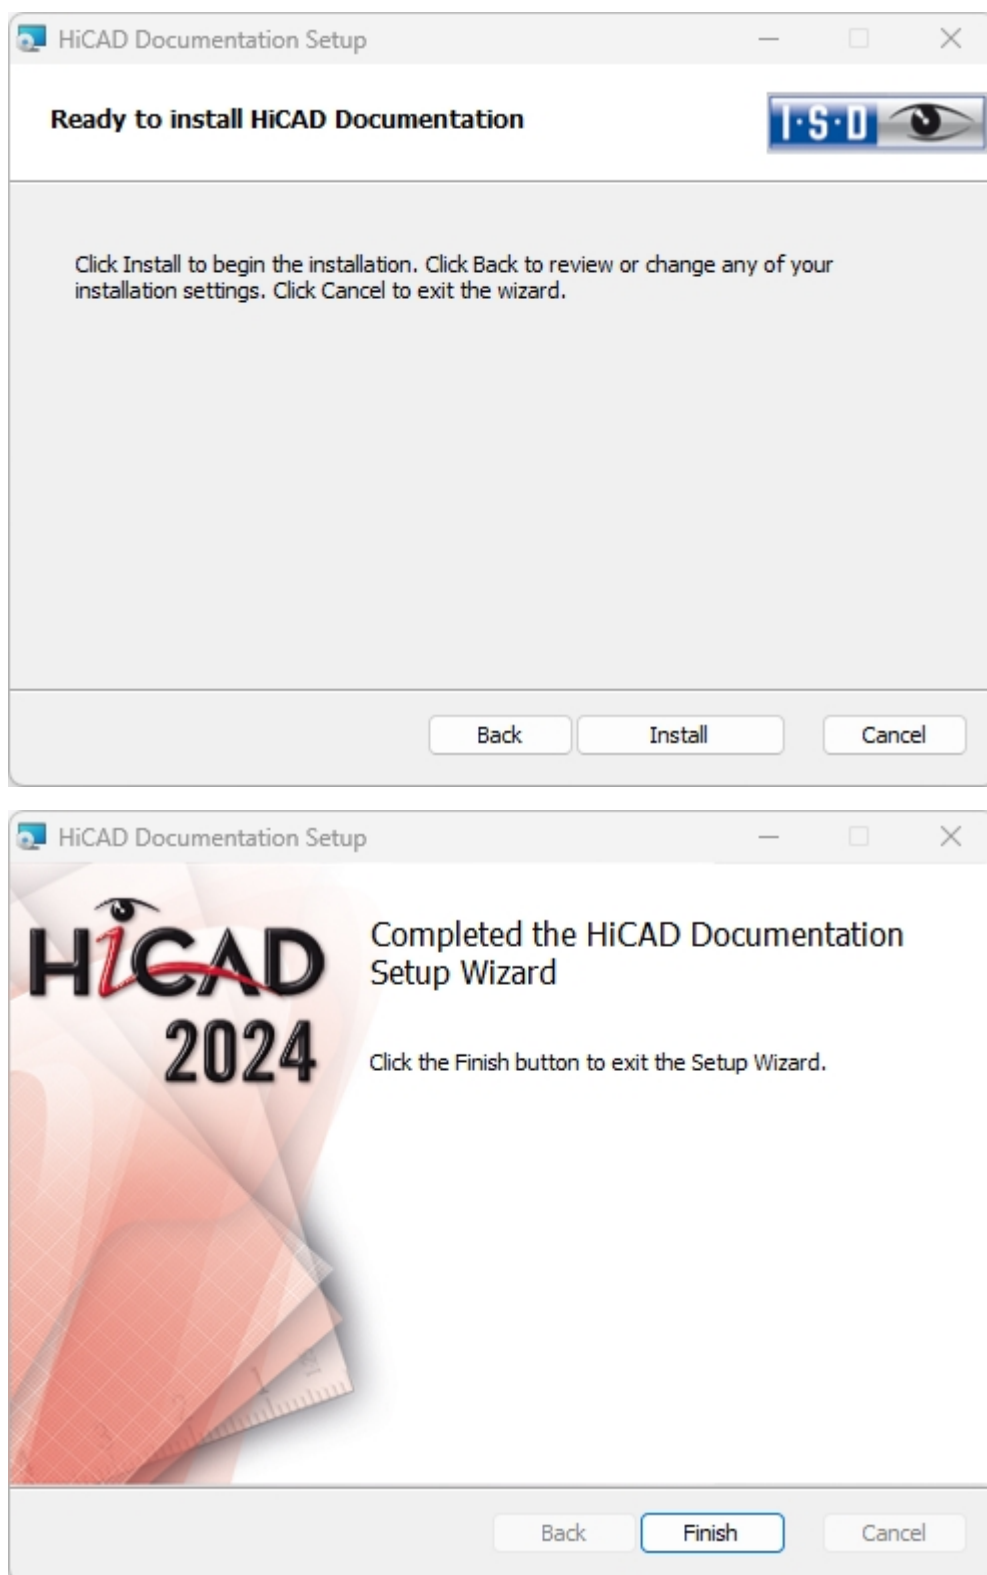 HiCAD Documentation Setup
Ready to install HiCAD Documentation
I·S·D
Click Install to begin the installation. Click Back to review or change any of your
installation settings. Click Cancel to exit the wizard.
Back
Install
Cancel
HiCAD Documentation Setup
HiCAD
2024
Completed the HiCAD Documentation
Setup Wizard
Click the Finish button to exit the Setup Wizard.
3 2 1
Back
Finish
Cancel